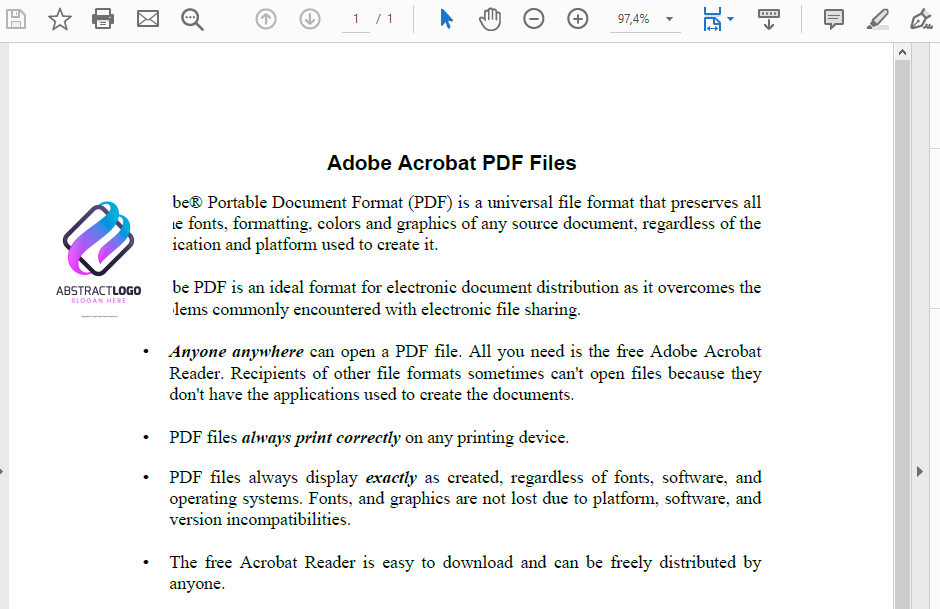 1 / 1
97,4%
Adobe Acrobat PDF Files
be® Portable Document Format (PDF) is a universal file format that preserves all
e fonts, formatting, colors and graphics of any source document, regardless of the
ication and platform used to create it.
ABSTRACTLOGO
SLOGAN HERE
be PDF is an ideal format for electronic document distribution as it overcomes the
lems commonly encountered with electronic file sharing.
• Anyone anywhere can open a PDF file. All you need is the free Adobe Acrobat
Reader. Recipients of other file formats sometimes can't open files because they
don't have the applications used to create the documents.
• PDF files always print correctly on any printing device.
• PDF files always display exactly as created, regardless of fonts, software, and
operating systems. Fonts, and graphics are not lost due to platform, software, and
version incompatibilities.
• The free Acrobat Reader is easy to download and can be freely distributed by
anyone.